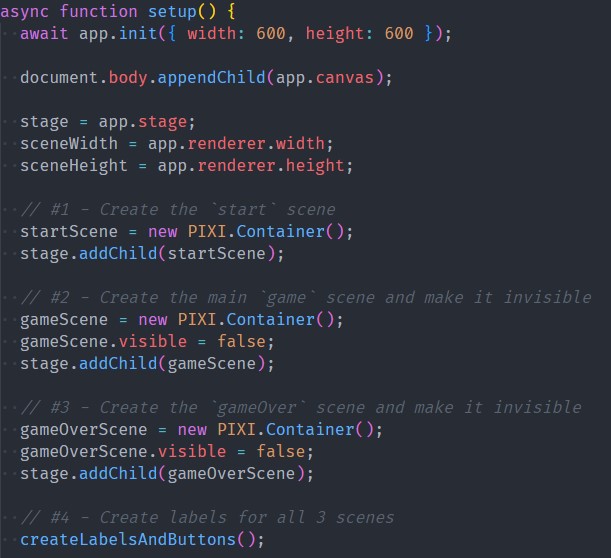 async function setup() {
await app.init({ width: 600, height: 600 });
document.body.appendChild(app.canvas);
stage = app.stage;
sceneWidth = app.renderer.width;
sceneHeight = app.renderer.height;
// #1 - Create the `start` scene
startScene = new PIXI.Container();
stage.addChild(startScene);
// #2 - Create the main `game` scene and make it invisible
gameScene = new PIXI.Container();
gameScene.visible = false;
stage.addChild(gameScene);
// #3 - Create the `gameOver` scene and make it invisible
gameOverScene = new PIXI.Container();
gameOverScene.visible = false;
stage.addChild(gameOverScene);
// #4 - Create labels for all 3 scenes
createLabelsAndButtons();